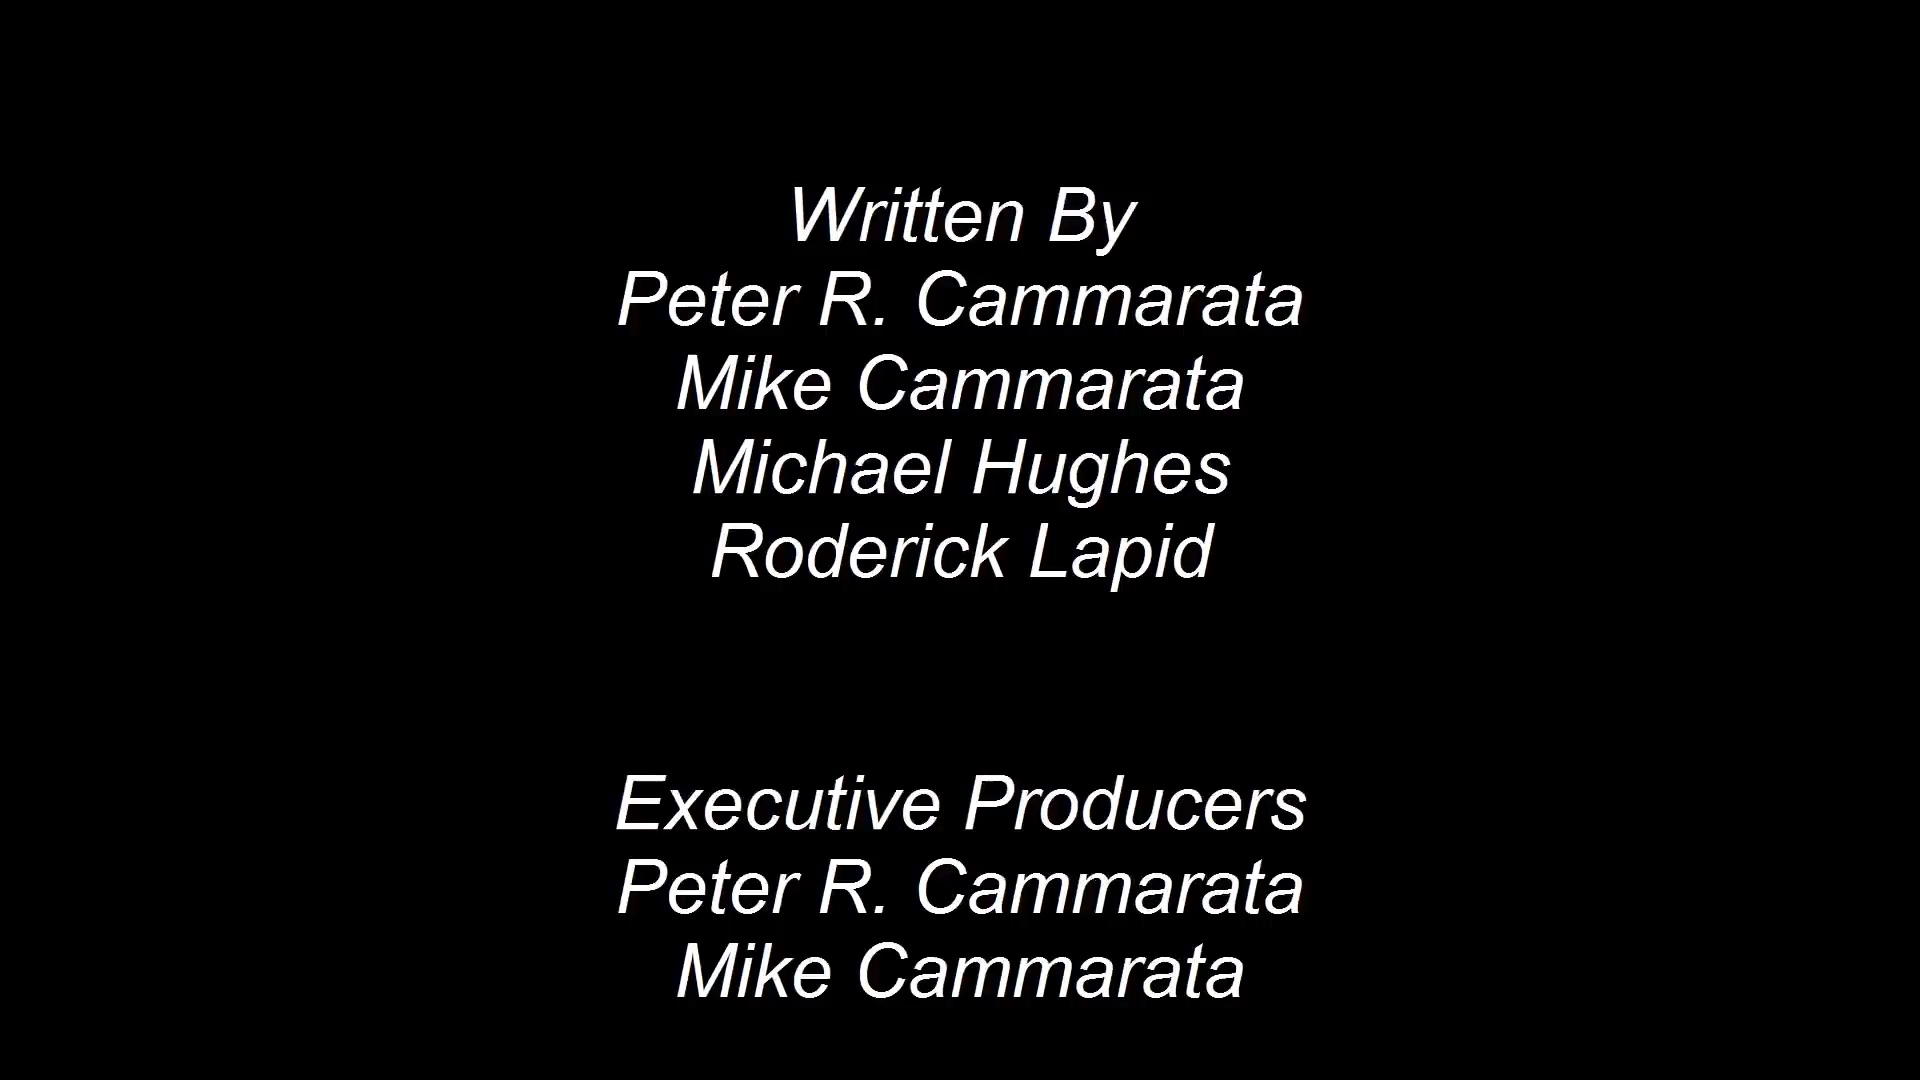 Written By
Peter R. Cammarata
Mike Cammarata
Michael Hughes
Roderick Lapid
Executive Producers
Peter R. Cammarata
Mike Cammarata